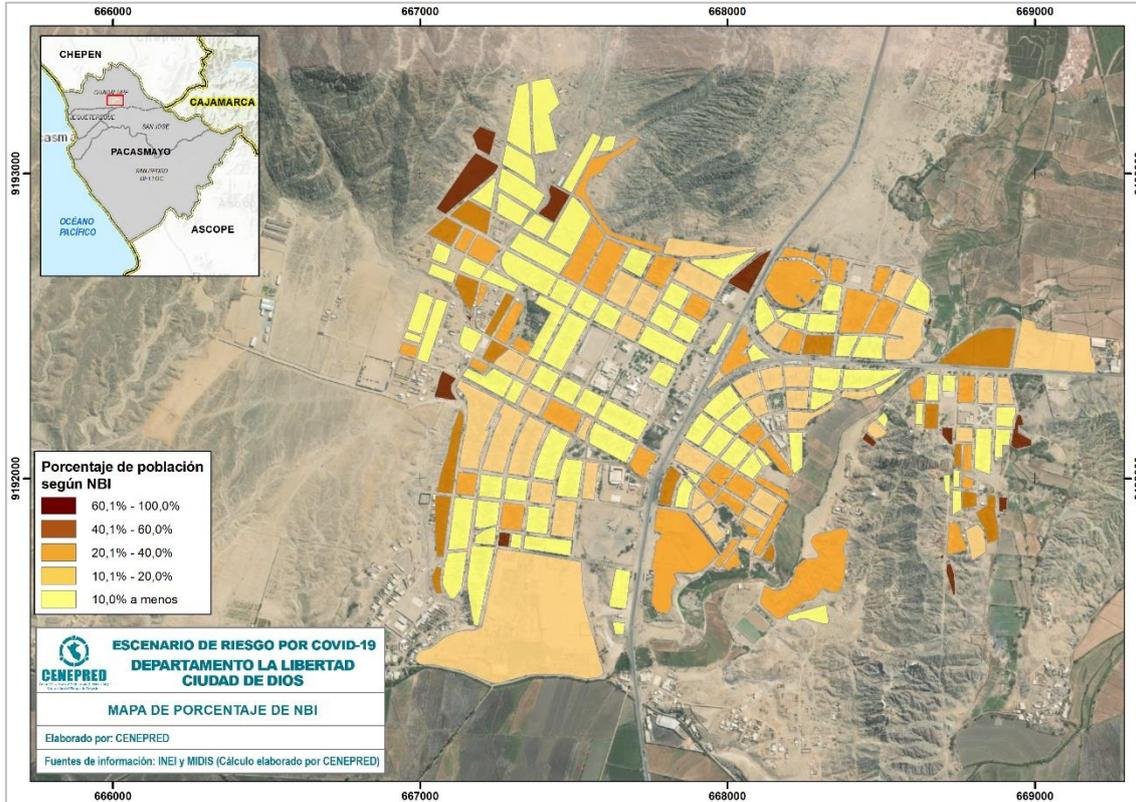 666000 667000 668000 669000
9193000
9192000
CHEPEN
CAJAMARCA
SAN JOSE
PACASMAYO
OCÉANO
PACÍFICO
ASCOPE
Porcentaje de población
según NBI
60,1% - 100,0%
40,1% - 60,0%
20,1% - 40,0%
10,1% - 20,0%
10,0% a menos
CENEPRED
ESCENARIO DE RIESGO POR COVID-19
DEPARTAMENTO LA LIBERTAD
CIUDAD DE DIOS
MAPA DE PORCENTAJE DE NBI
Elaborado por: CENEPRED
Fuentes de información: INEI y MIDIS (Cálculo elaborado por CENEPRED)
666000 667000 668000 669000